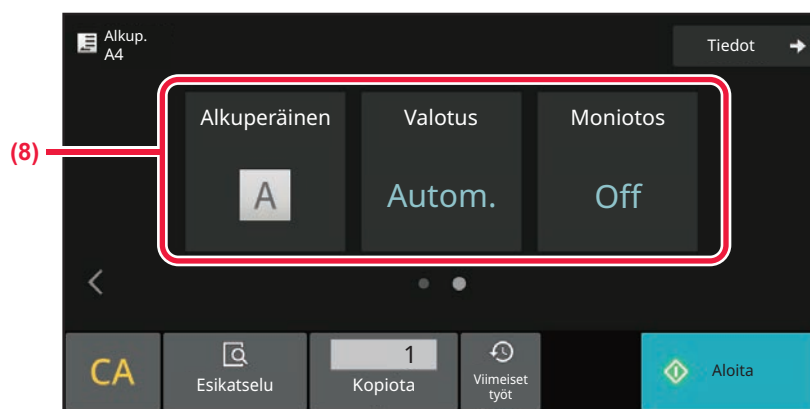 Alkup.
A4
Tiedot
(8)
Alkuperäinen
Valotus
Moniotos
A
Autom.
Off
CA
Esikatselu
1
Kopiota
Viimeiset
työt
Aloita